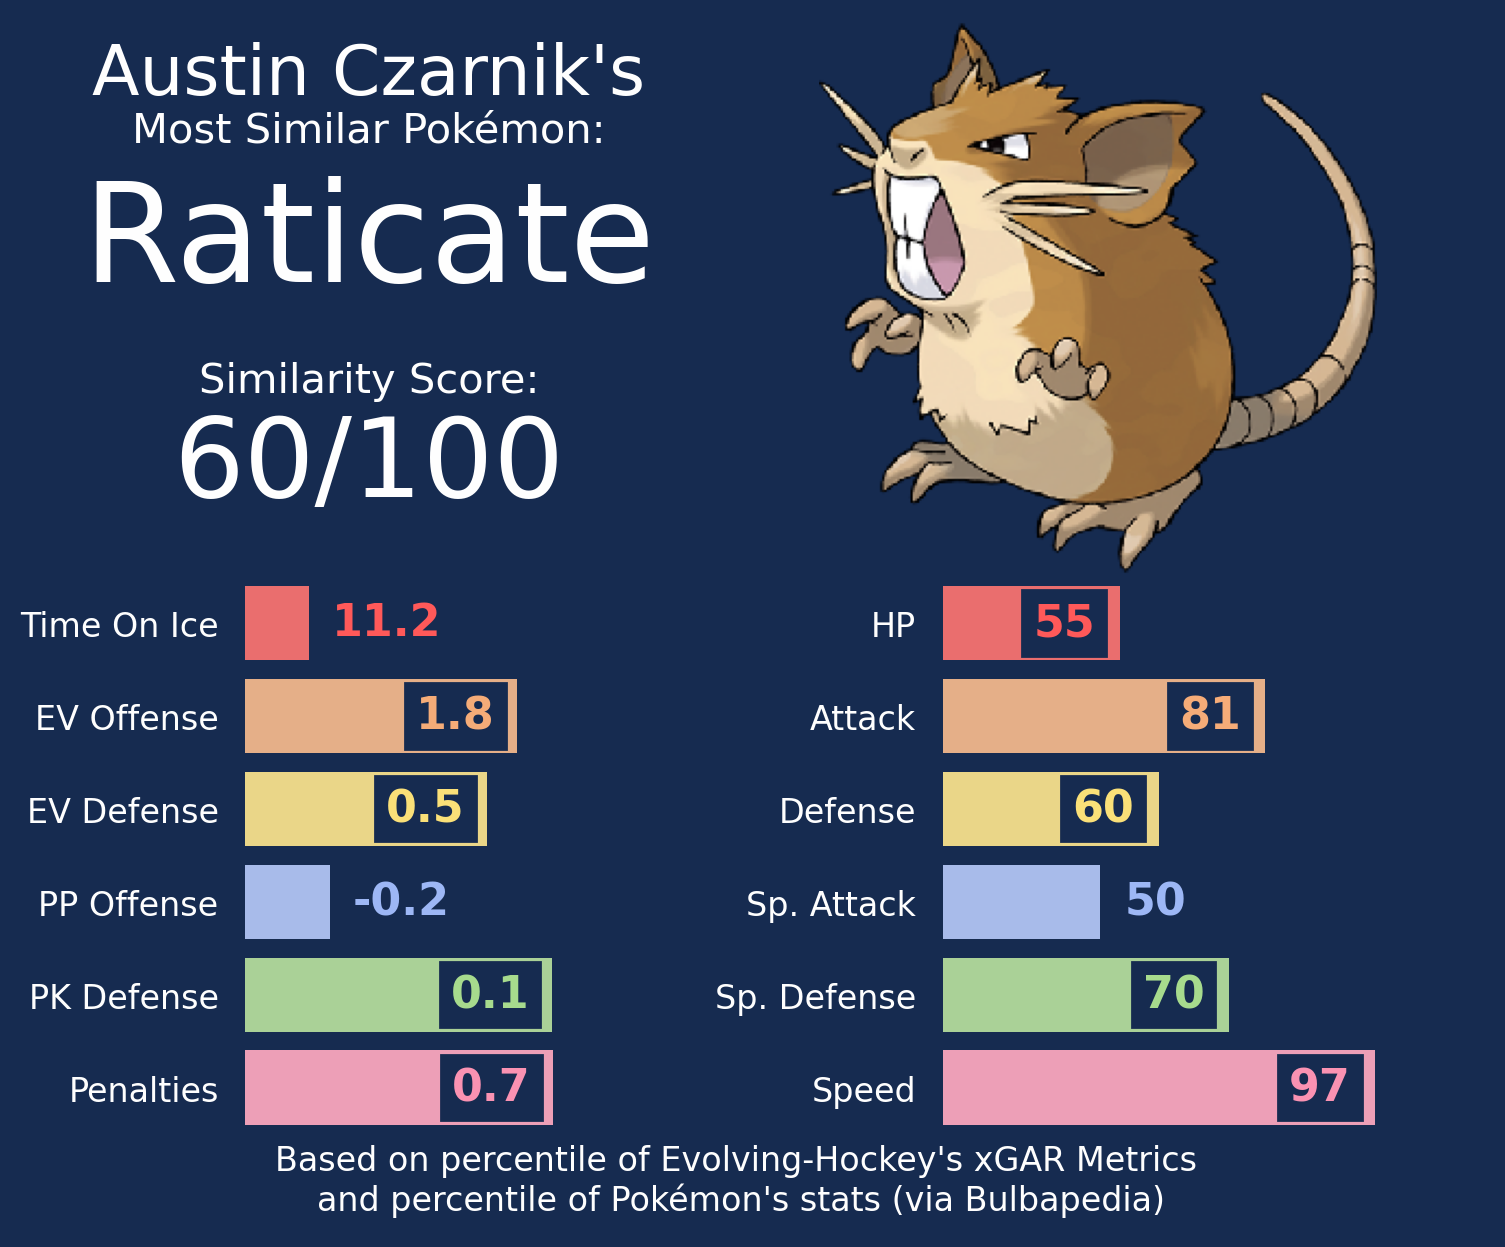 Austin Czarnik's
Most Similar Pokémon:
Raticate
Similarity Score:
60/100
Time On Ice 11.2
EV Offense 1.8
EV Defense 0.5
PP Offense -0.2
PK Defense 0.1
Penalties 0.7
HP 55
Attack 81
Defense 60
Sp. Attack 50
Sp. Defense 70
Speed 97
Based on percentile of Evolving-Hockey's xGAR Metrics
and percentile of Pokémon's stats (via Bulbapedia)